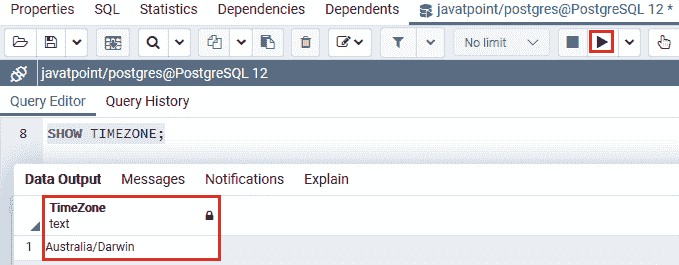 Properties SQL Statistics Dependencies Dependents javatpoint/postgres@PostgreSQL 12 *
No limit
javatpoint/postgres@PostgreSQL 12
Query Editor Query History
8 SHOW TIMEZONE;
Data Output Messages Notifications Explain
TimeZone
text
1 Australia/Darwin